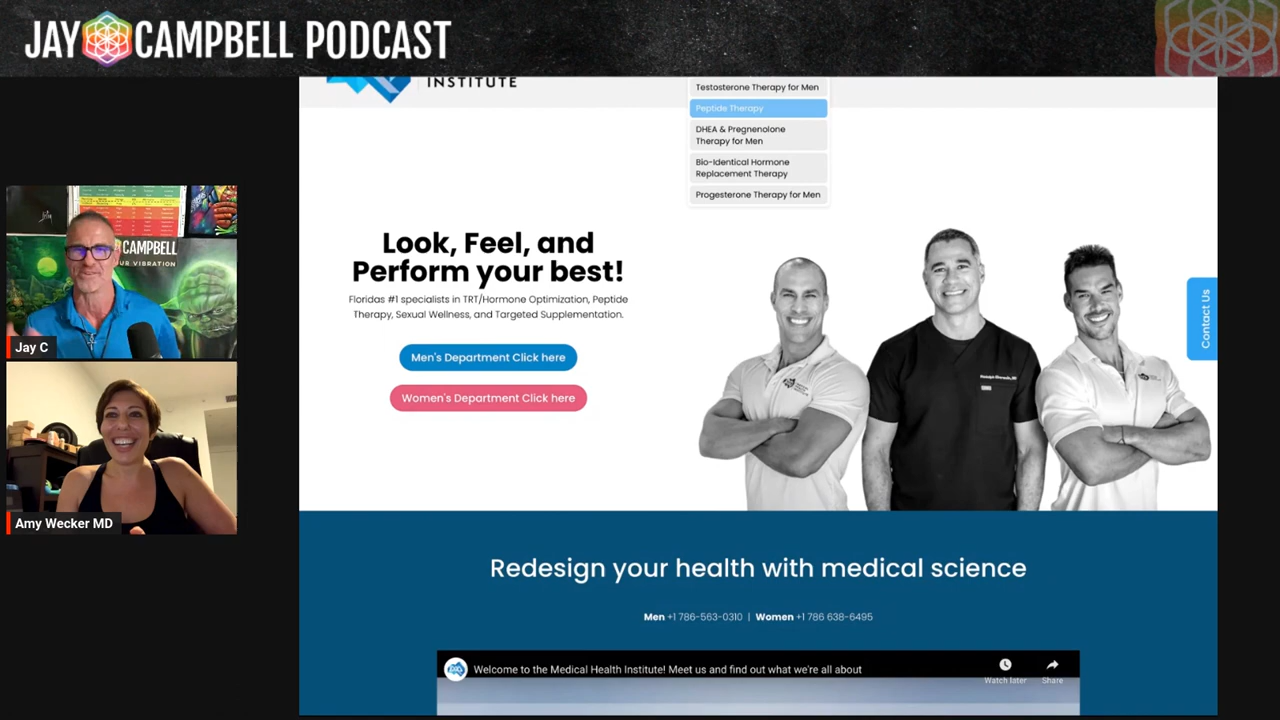 JAY CAMPBELL PODCAST
INSTITUTE
Testosterone Therapy for Men
Peptide Therapy
DHEA & Pregnenolone
Therapy for Men
Bio-Identical Hormone
Replacement Therapy
Progesterone Therapy for Men
Look, Feel, and
Perform your best!
Floridas #1 specialists in TRT/Hormone Optimization, Peptide
Therapy, Sexual Wellness, and Targeted Supplementation.
Men's Department Click here
Women's Department Click here
Contact Us
CAMPBELL
UR VIBRATION
Jay C
Amy Wecker MD
Redesign your health with medical science
Men +1 786-563-0310 | Women +1 786 638-6495
Welcome to the Medical Health Institute! Meet us and find out what we're all about
Watch later
Share